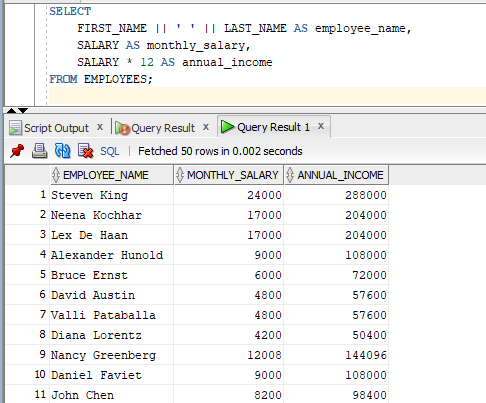 SELECT
FIRST_NAME || ' ' || LAST_NAME AS employee_name,
SALARY AS monthly_salary,
SALARY * 12 AS annual_income
FROM EMPLOYEES;
Script Output x Query Result x Query Result 1 x
SQL | Fetched 50 rows in 0.002 seconds
EMPLOYEE_NAME MONTHLY_SALARY ANNUAL_INCOME
1 Steven King 24000 288000
2 Neena Kochhar 17000 204000
3 Lex De Haan 17000 204000
4 Alexander Hunold 9000 108000
5 Bruce Ernst 6000 72000
6 David Austin 4800 57600
7 Valli Pataballa 4800 57600
8 Diana Lorentz 4200 50400
9 Nancy Greenberg 12008 144096
10 Daniel Faviet 9000 108000
11 John Chen 8200 98400